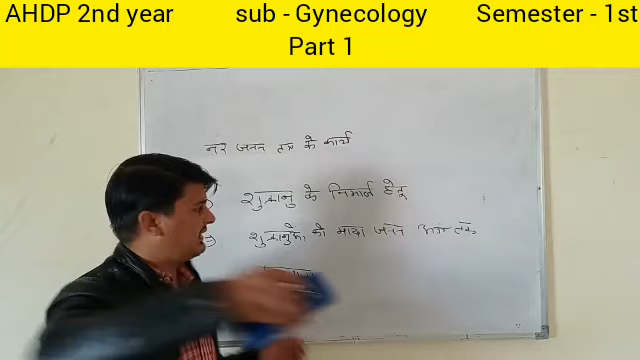 AHDP 2nd year sub - Gynecology Semester - 1st
Part 1
नर जनन तंत्र के कार्य
शुक्राणु के निर्माण हेतु
शुक्राणुओं को मादा जनन अंग तक